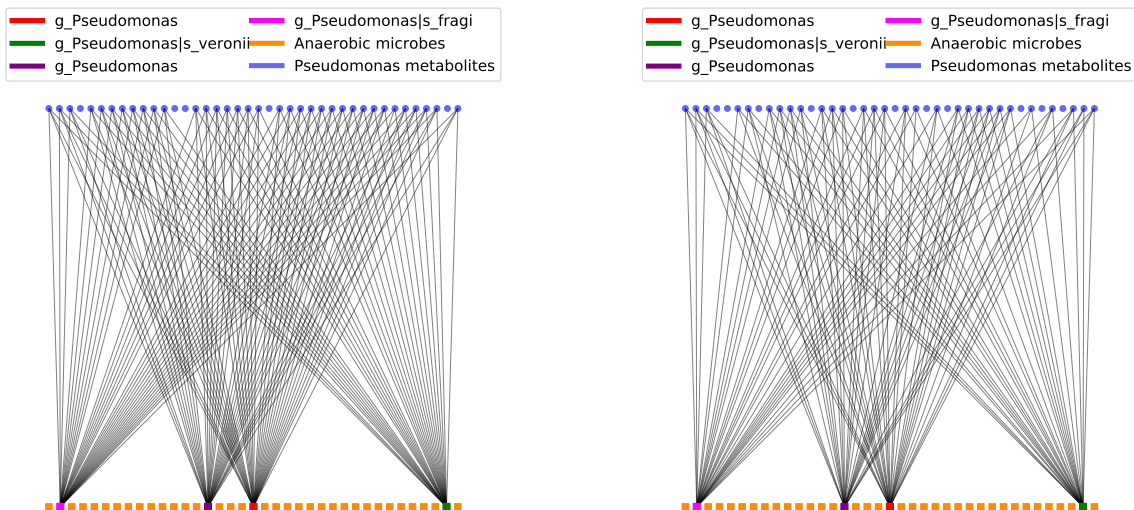 g_Pseudomonas
g_Pseudomonas|s_veronii
g_Pseudomonas
g_Pseudomonas|s_fragi
Anaerobic microbes
Pseudomonas metabolites
g_Pseudomonas
g_Pseudomonas|s_veronii
g_Pseudomonas
g_Pseudomonas|s_fragi
Anaerobic microbes
Pseudomonas metabolites